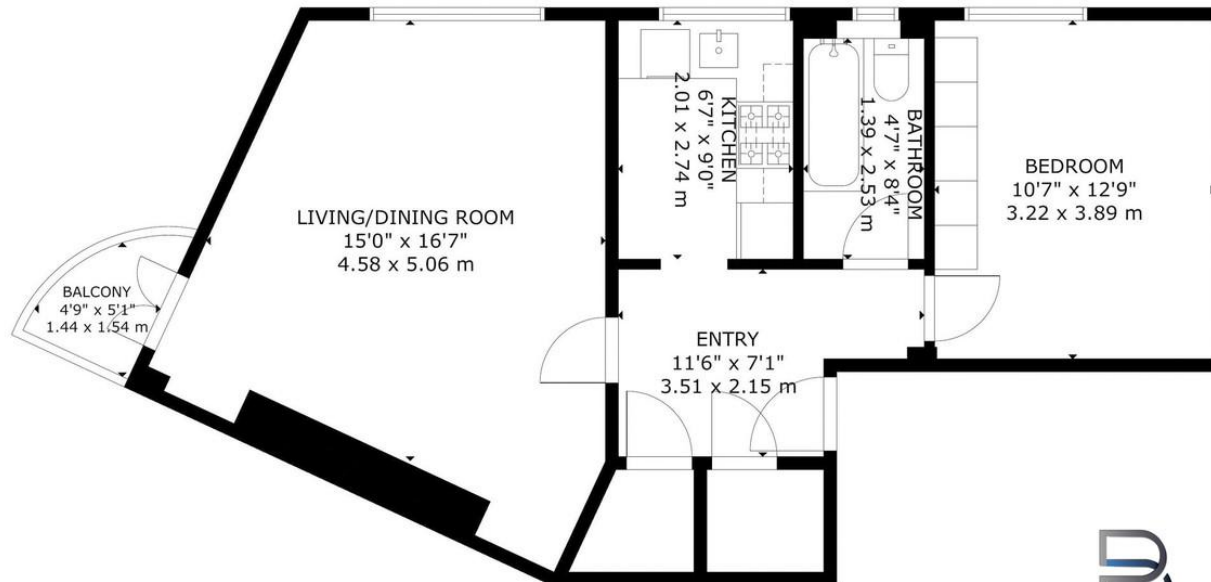 LIVING/DINING ROOM
15'0" x 16'7"
4.58 x 5.06 m
BALCONY
4'9" x 5'1"
1.44 x 1.54 m
KITCHEN
6'7" x 9'0"
2.01 x 2.74 m
BATHROOM
4'7" x 8'4"
1.39 x 2.53 m
BEDROOM
10'7" x 12'9"
3.22 x 3.89 m
ENTRY
11'6" x 7'1"
3.51 x 2.15 m